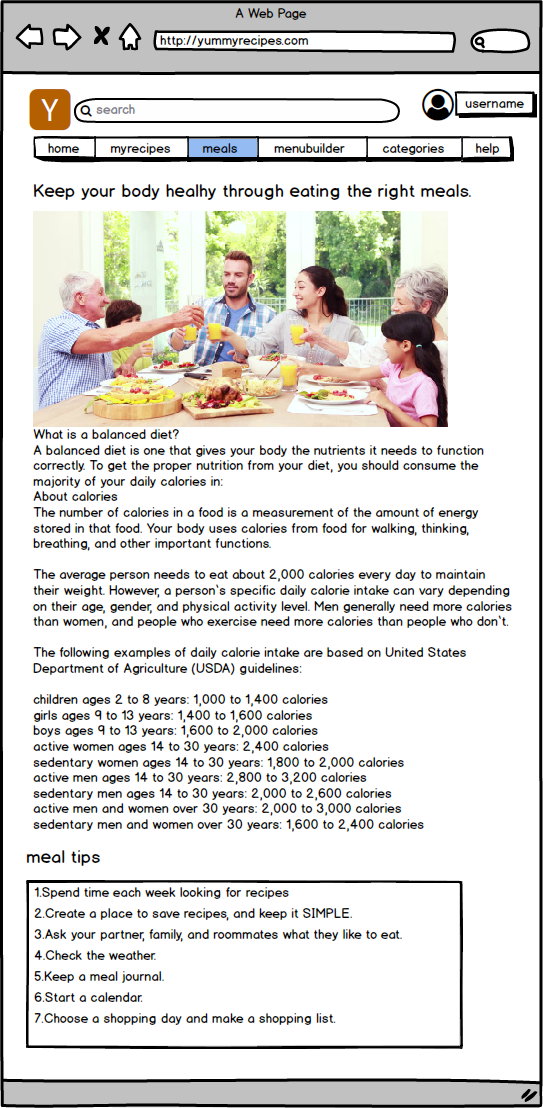 A Web Page
http://yummyrecipes.com
Y
search
username
home myrecipes meals menubuilder categories help
Keep your body healhy through eating the right meals.
What is a balanced diet?
A balanced diet is one that gives your body the nutrients it needs to function
correctly. To get the proper nutrition from your diet, you should consume the
majority of your daily calories in:
About calories
The number of calories in a food is a measurement of the amount of energy
stored in that food. Your body uses calories from food for walking, thinking,
breathing, and other important functions.
The average person needs to eat about 2,000 calories every day to maintain
their weight. However, a person`s specific daily calorie intake can vary depending
on their age, gender, and physical activity level. Men generally need more calories
than women, and people who exercise need more calories than people who don`t.
The following examples of daily calorie intake are based on United States
Department of Agriculture (USDA) guidelines:
children ages 2 to 8 years: 1,000 to 1,400 calories
girls ages 9 to 13 years: 1,400 to 1,600 calories
boys ages 9 to 13 years: 1,600 to 2,000 calories
active women ages 14 to 30 years: 2,400 calories
sedentary women ages 14 to 30 years: 1,800 to 2,000 calories
active men ages 14 to 30 years: 2,800 to 3,200 calories
sedentary men ages 14 to 30 years: 2,000 to 2,600 calories
active men and women over 30 years: 2,000 to 3,000 calories
sedentary men and women over 30 years: 1,600 to 2,400 calories
meal tips
1.Spend time each week looking for recipes
2.Create a place to save recipes, and keep it SIMPLE.
3.Ask your partner, family, and roommates what they like to eat.
4.Check the weather.
5.Keep a meal journal.
6.Start a calendar.
7.Choose a shopping day and make a shopping list.